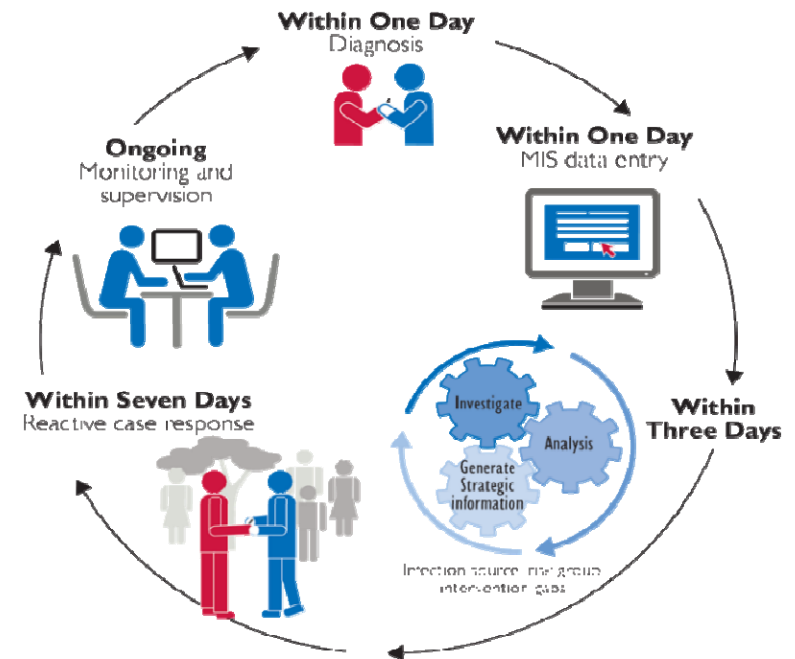 Within One Day
Diagnosis
Within One Day
MIS data entry
Within
Three Days
Investigate
Analysis
Generate
Strategic
information
Infection source, risk group
intervention gaps
Within Seven Days
Reactive case response
Ongoing
Monitoring and
supervision